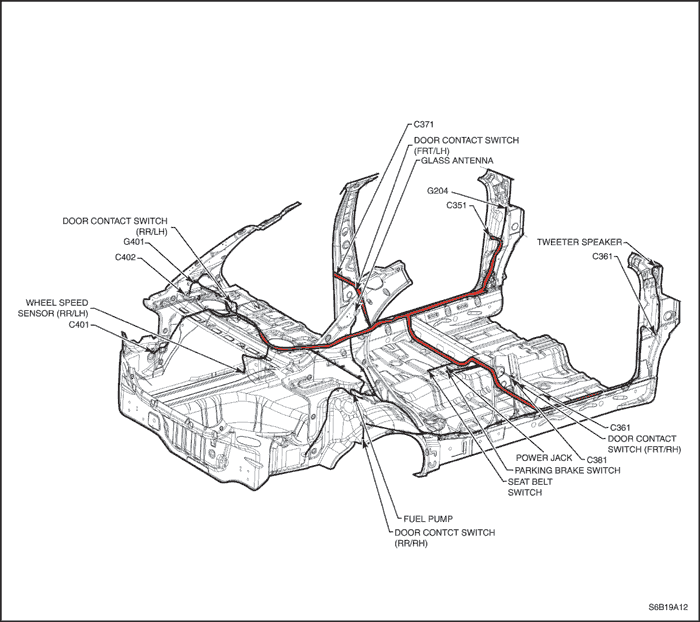 C371
DOOR CONTACT SWITCH
(FRT/LH)
GLASS ANTENNA
G204
C351
DOOR CONTACT SWITCH
(RR/LH)
G401
C402
TWEETER SPEAKER
C361
WHEEL SPEED
SENSOR (RR/LH)
C401
C361
DOOR CONTACT
SWITCH (FRT/RH)
POWER JACK
C381
PARKING BRAKE SWITCH
SEAT BELT
SWITCH
FUEL PUMP
DOOR CONTCT SWITCH
(RR/RH)
S6B19A12